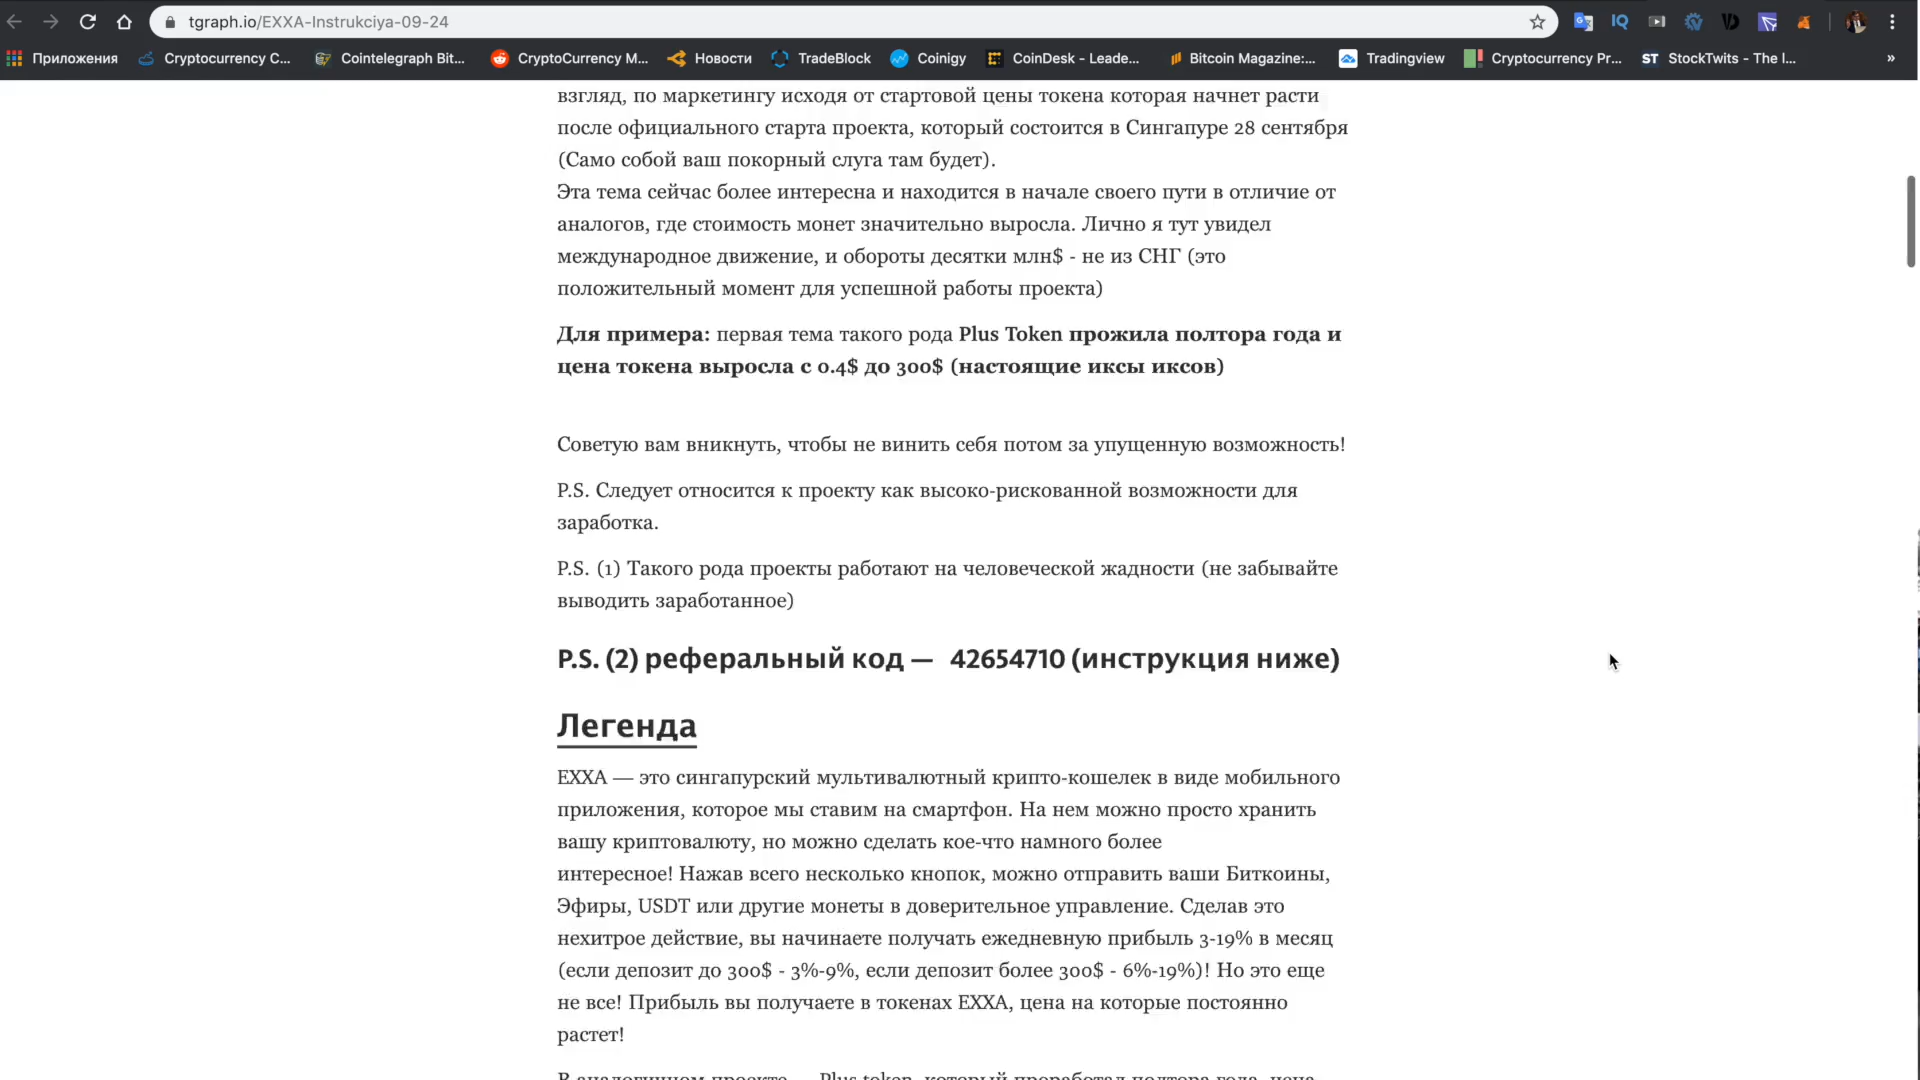 tgraph.io/EXXA-Instrukciya-09-24
Приложения
Cryptocurrency C...
Cointelegraph Bit...
CryptoCurrency M...
Новости
TradeBlock
Coinigy
CoinDesk - Leade...
Bitcoin Magazine:...
Tradingview
Cryptocurrency Pr...
ST StockTwits - The I...
»
взгляд, по маркетингу исходя от стартовой цены токена которая начнет расти
после официального старта проекта, который состоится в Сингапуре 28 сентября
(Само собой ваш покорный слуга там будет).
Эта тема сейчас более интересна и находится в начале своего пути в отличие от
аналогов, где стоимость монет значительно выросла. Лично я тут увидел
международное движение, и обороты десятки млн$ - не из СНГ (это
положительный момент для успешной работы проекта)
Для примера: первая тема такого рода Plus Token прожила полтора года и
цена токена выросла с 0.4$ до 300$ (настоящие иксы иксов)
Советую вам вникнуть, чтобы не винить себя потом за упущенную возможность!
P.S. Следует относится к проекту как высоко-рискованной возможности для
заработка.
P.S. (1) Такого рода проекты работают на человеческой жадности (не забывайте
выводить заработанное)
P.S. (2) реферальный код — 42654710 (инструкция ниже)
Легенда
EXXA — это сингапурский мультивалютный крипто-кошелек в виде мобильного
приложения, которое мы ставим на смартфон. На нем можно просто хранить
вашу криптовалюту, но можно сделать кое-что намного более
интересное! Нажав всего несколько кнопок, можно отправить ваши Биткоины,
Эфиры, USDT или другие монеты в доверительное управление. Сделав это
нехитрое действие, вы начинаете получать ежедневную прибыль 3-19% в месяц
(если депозит до 300$ - 3%-9%, если депозит более 300$ - 6%-19%)! Но это еще
не все! Прибыль вы получаете в токенах EXXA, цена на которые постоянно
растет!
В аналогичном проекте — Plus token, который проработал полтора года, цена